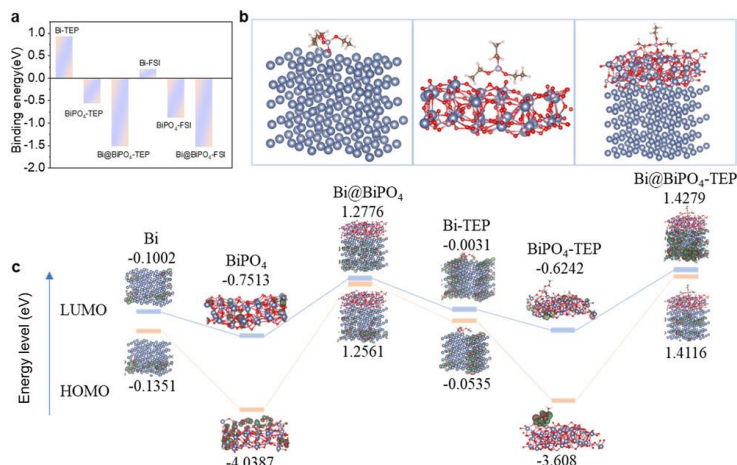 a
Binding energy(eV)
1.0
0.5
0.0
-0.5
-1.0
-1.5
-2.0
Bi-TEP
BiPO₄-TEP
Bi@BiPO₄-TEP
Bi-FSI
BiPO₄-FSI
Bi@BiPO₄-FSI
b
c
Energy level (eV)
LUMO
HOMO
Bi
-0.1002
-0.1351
BiPO₄
-0.7513
-4.0387
Bi@BiPO₄
1.2776
1.2561
Bi-TEP
-0.0031
-0.0535
BiPO₄-TEP
-0.6242
-3.608
Bi@BiPO₄-TEP
1.4279
1.4116